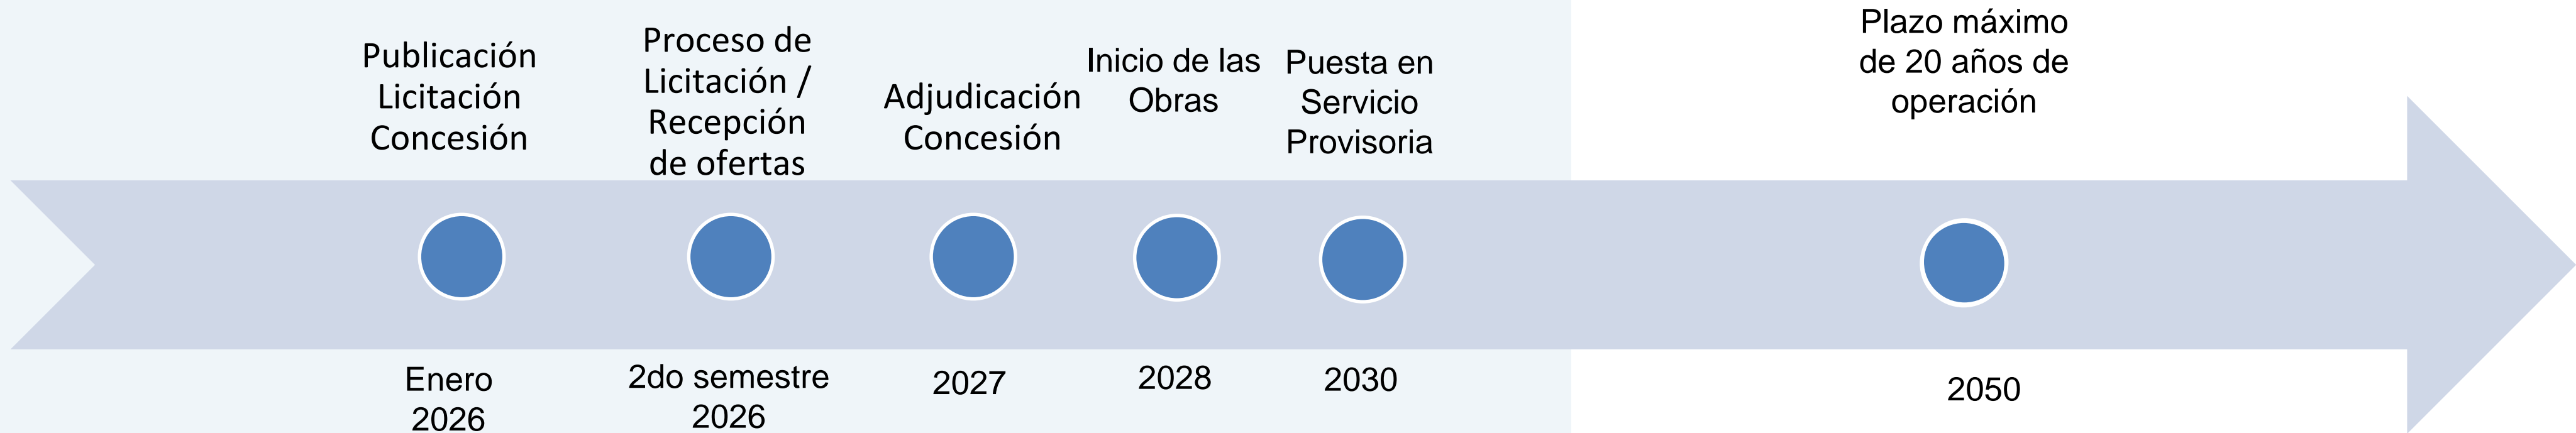 Publicación
Licitación
Concesión
Proceso de
Licitación /
Recepción
de ofertas
Adjudicación
Concesión
Inicio de las
Obras
Puesta en
Servicio
Provisoria
Plazo máximo
de 20 años de
operación
Enero
2026
2do semestre
2026
2027
2028
2030
2050